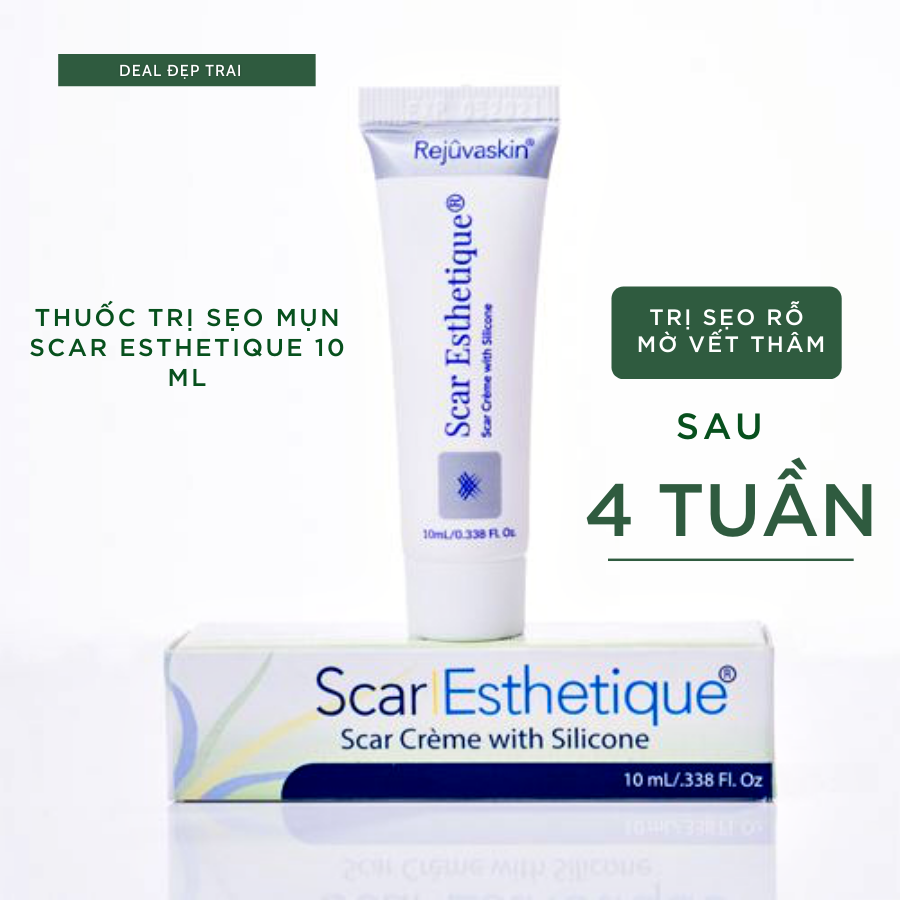 DEAL ĐẸP TRAI
EXP 052021
Rejûvaskin®
Scar Esthetique®
Scar Crème with Silicone
10mL/0.338 Fl. Oz.
THUỐC TRỊ SẸO MỤN
SCAR ESTHETIQUE 10
ML
TRỊ SẸO RỖ
MỜ VẾT THÂM
SAU
4 TUẦN
Scar Esthetique®
Scar Crème with Silicone
10 mL/.338 Fl. Oz